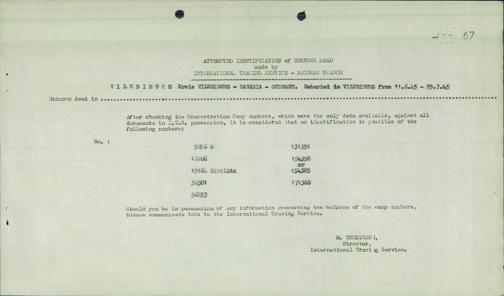 67
ATTEMPTED IDENTIFICATION of UNKNOWN DEAD
made by
INTERNATIONAL TRACING SERVICE - RECORDS BRANCH
VILSBIBURG Kreis VILSBIBURG - BAVARIA - GERMANY. Reburied in VILSBIBURG from 11.6.45 - 29.7.45
Unknown dead in
After checking the Concentration Camp numbers, which were the only data available, against all
documents in I.T.S. possession, it is considered that no identification is possible of the
following numbers:
No. :
131591
154398
or
154385
30381 171360
Should you be in possession of any information concerning the holders of the camp numbers,
please communicate this to the International Tracing Service.
Director,
International Tracing Service.